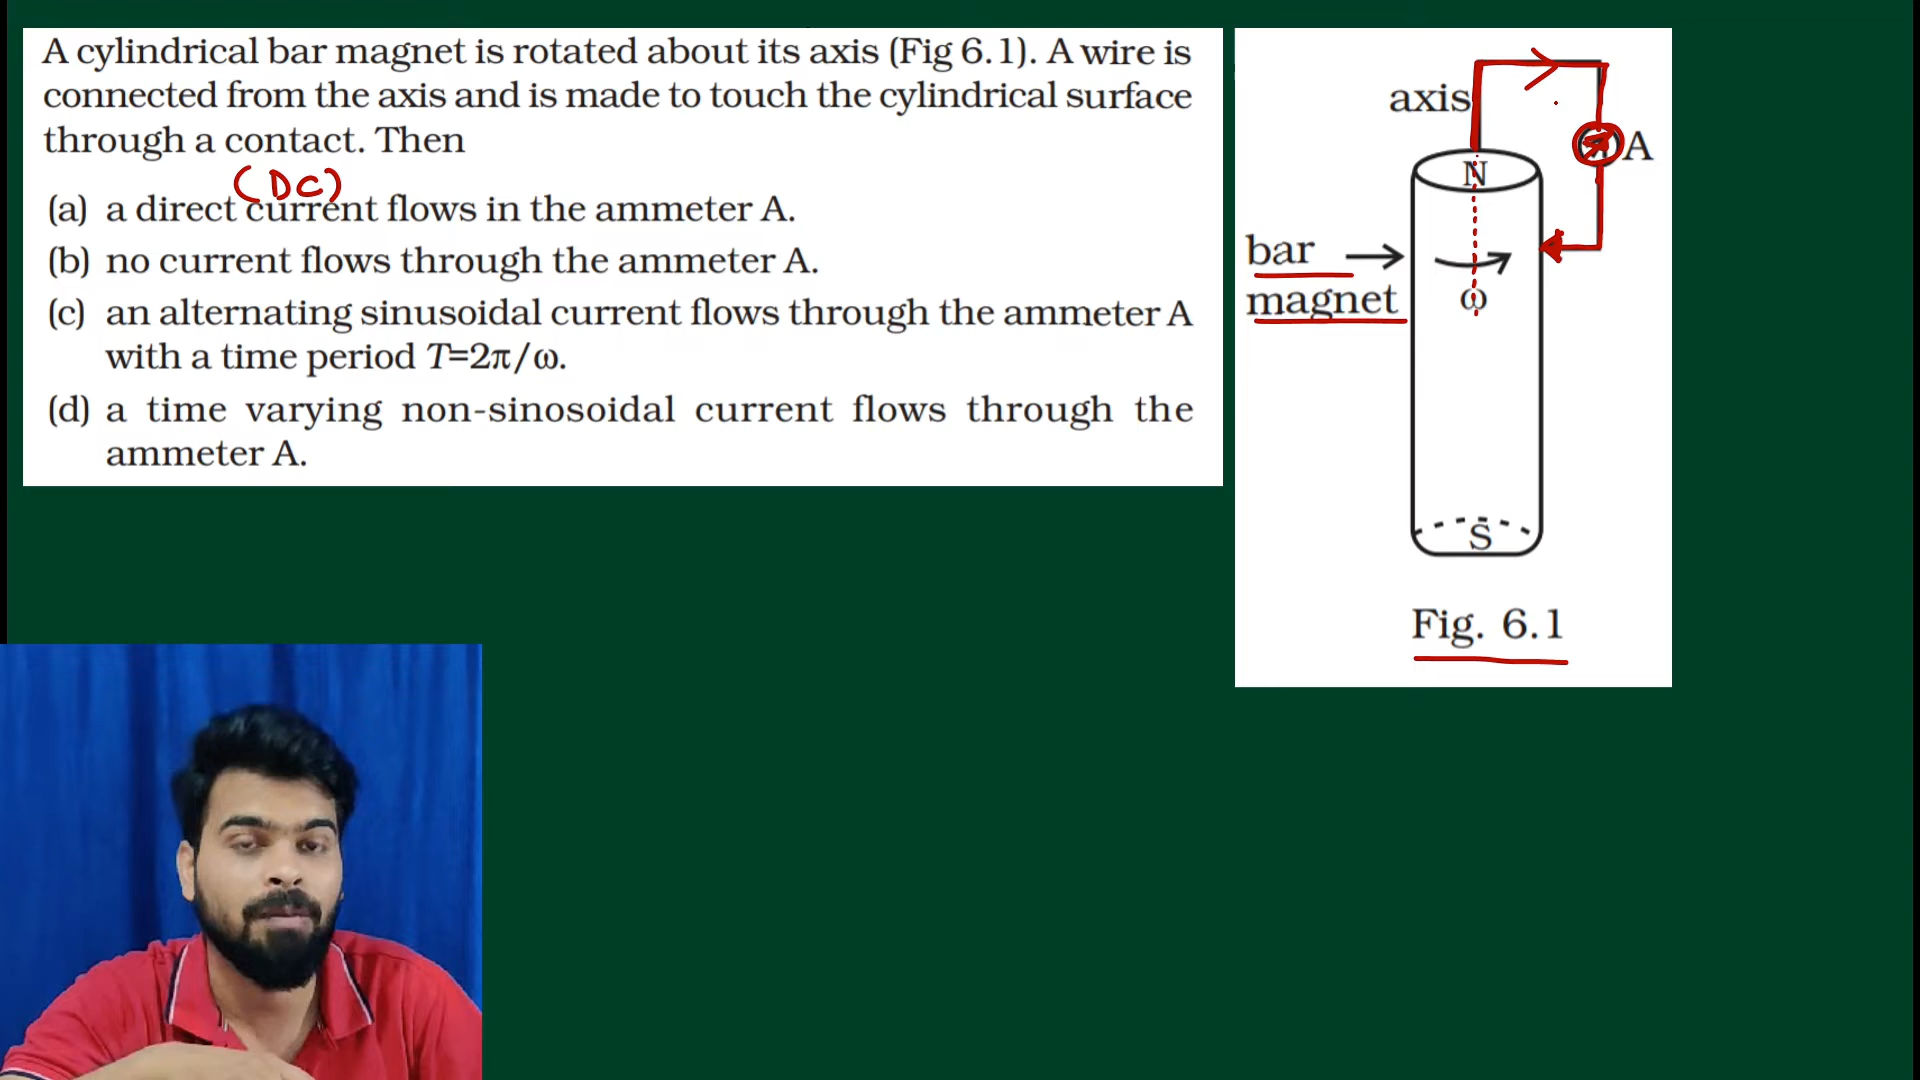 A cylindrical bar magnet is rotated about its axis (Fig 6.1). A wire is
connected from the axis and is made to touch the cylindrical surface
through a contact. Then
(DC)
(a) a direct current flows in the ammeter A.
(b) no current flows through the ammeter A.
(c) an alternating sinusoidal current flows through the ammeter A
with a time period T=2π/ω.
(d) a time varying non-sinosoidal current flows through the
ammeter A.
axis
A
N
bar
magnet
ω
S
Fig. 6.1